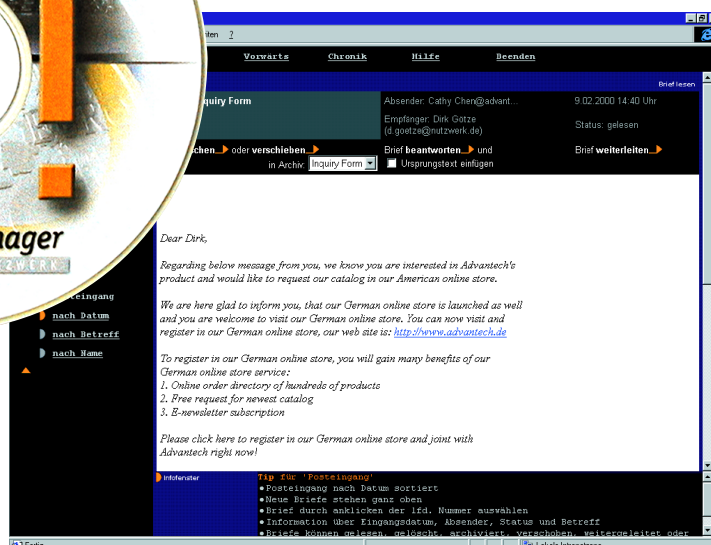 ?
Vorwärts Chronik Hilfe Beenden
Brief lesen
Inquiry Form
Absender: Cathy Chen@advant...
9.02.2000 14:40 Uhr
Empfänger: Dirk Götze
(d.goetze@nutzwerk.de)
Status: gelesen
oder verschieben
Brief beantworten und
Brief weiterleiten
in Archiv: Inquiry Form
Ursprungstext einfügen
Dear Dirk,
Regarding below message from you, we know you are interested in Advantech's
product and would like to request our catalog in our American online store.
We are here glad to inform you, that our German online store is launched as well
and you are welcome to visit our German online store. You can now visit and
register in our German online store, our web site is: http://www.advantech.de
To register in our German online store, you will gain many benefits of our
German online store service:
1. Online order directory of hundreds of products
2. Free request for newest catalog
3. E-newsletter subscription
Please click here to register in our German online store and joint with
Advantech right now!
nach Datum
nach Betreff
nach Name
Infofenster
Tip für 'Posteingang'
•Posteingang nach Datum sortiert
•Neue Briefe stehen ganz oben
•Brief durch anklicken der lfd. Nummer auswählen
•Information über Eingangsdatum, Absender, Status und Betreff
•Briefe können gelesen, gelöscht, archiviert, verschoben, weitergeleitet oder